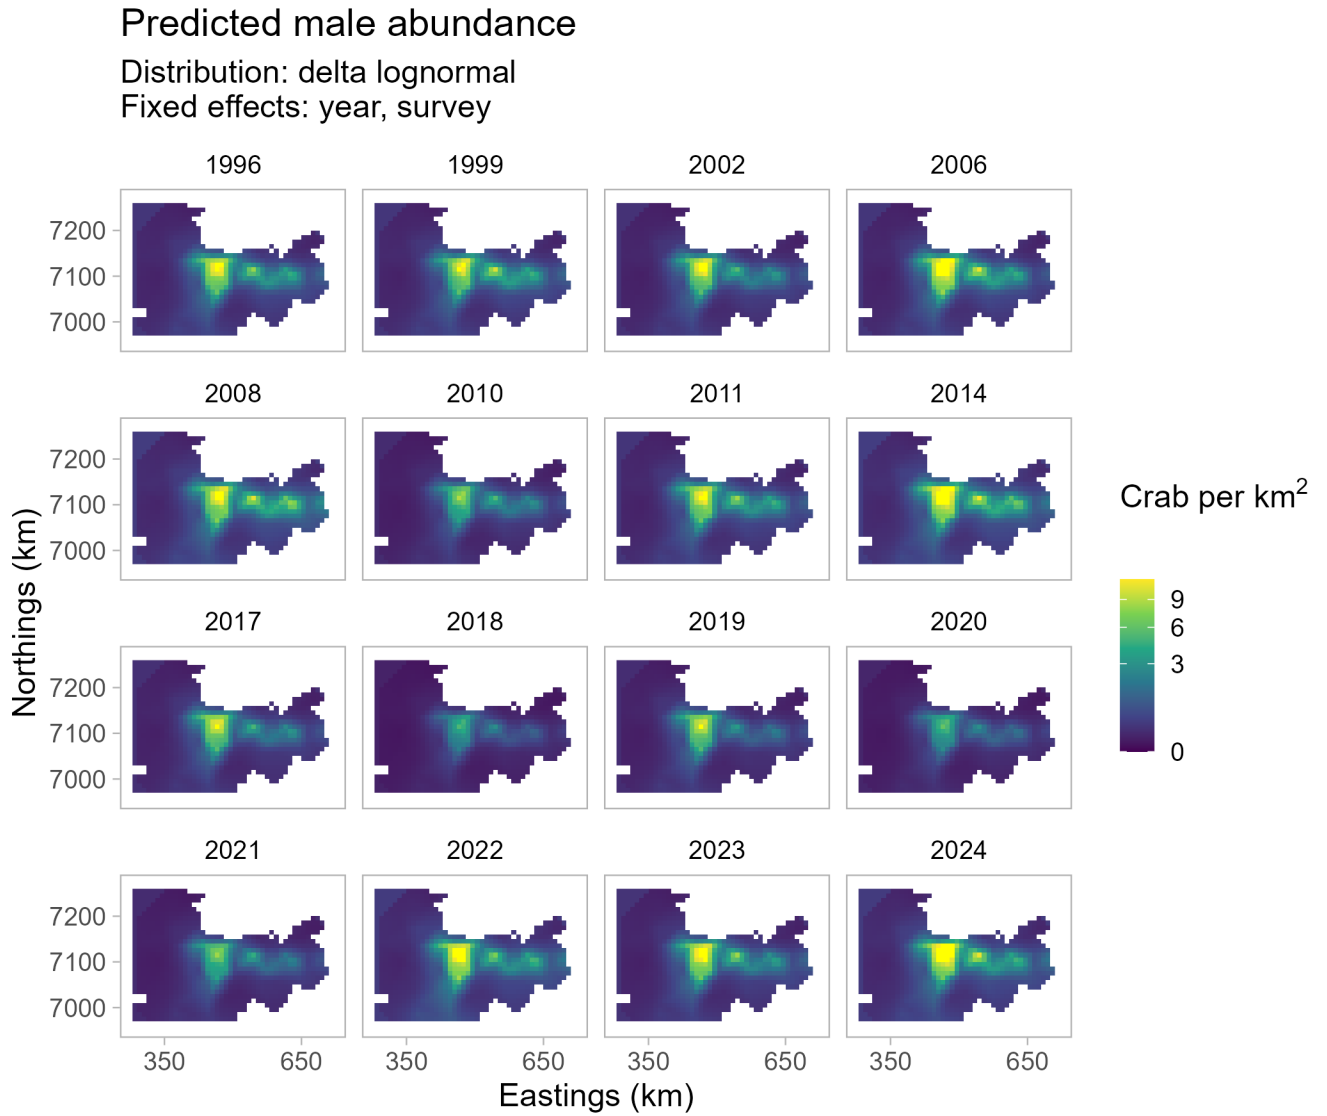 Predicted male abundance
Distribution: delta lognormal
Fixed effects: year, survey
1996 1999 2002 2006
7200
7100
7000
2008 2010 2011 2014
7200
7100
7000
2017 2018 2019 2020
7200
7100
7000
2021 2022 2023 2024
7200
7100
7000
350 650 350 650 350 650 350 650
Eastings (km)
Northings (km)
Crab per km²
9
6
3
0